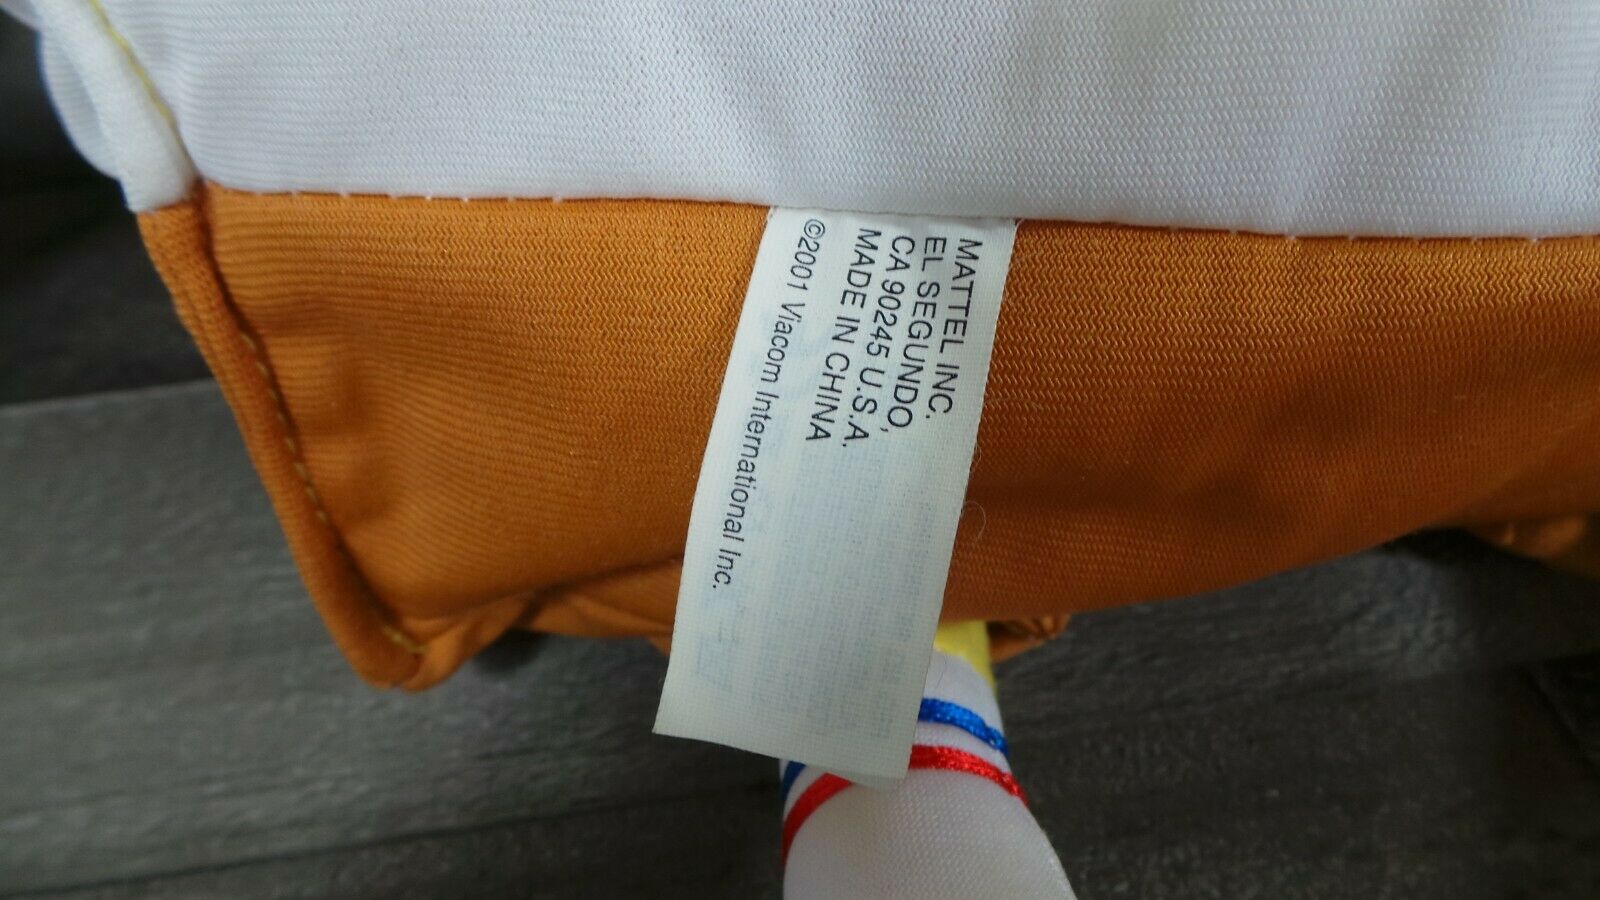 MATTEL INC.
EL SEGUNDO,
CA 90245 U.S.A.
MADE IN CHINA
©2001 Viacom International Inc.